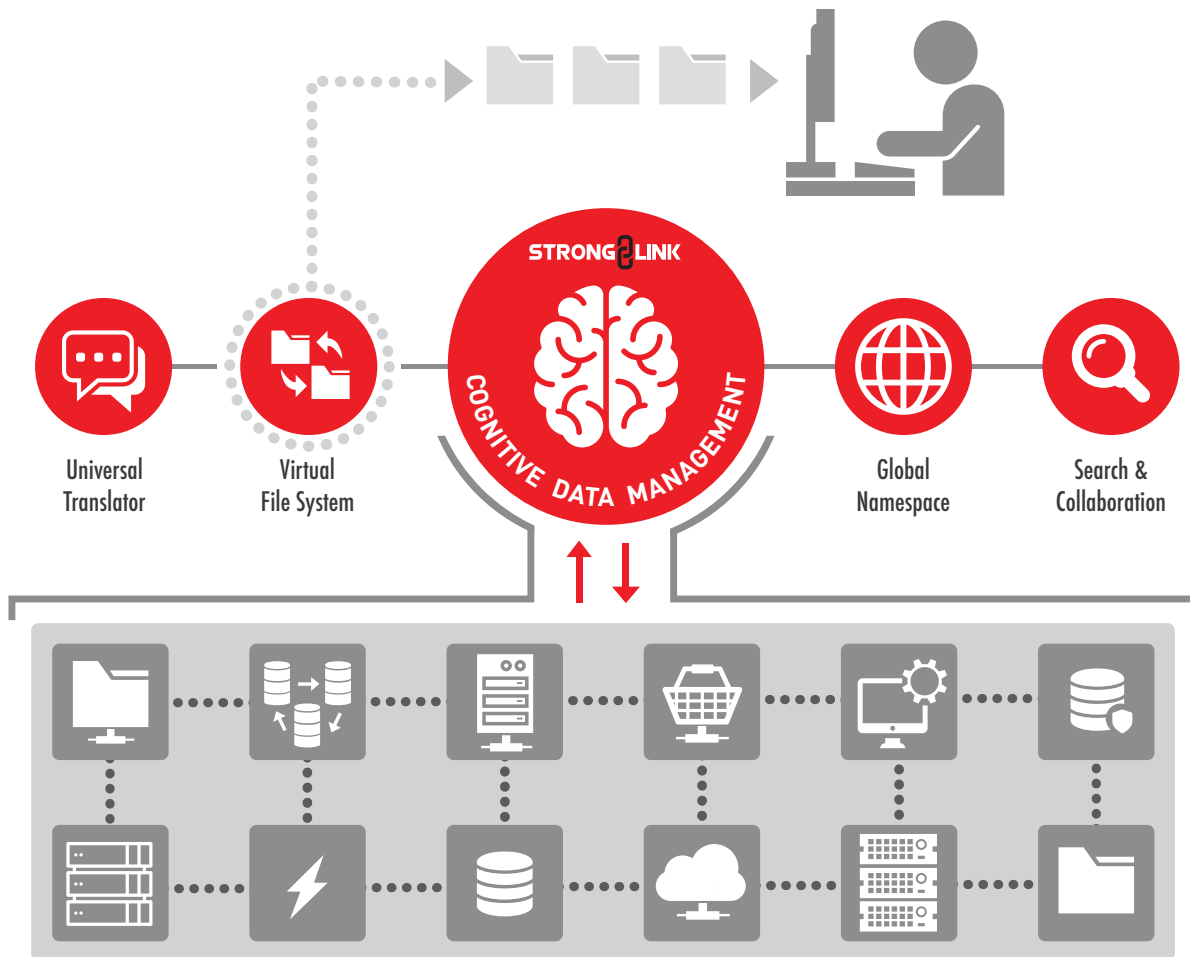 STRONG LINK
COGNITIVE DATA MANAGEMENT
Universal
Translator
Virtual
File System
Global
Namespace
Search &
Collaboration